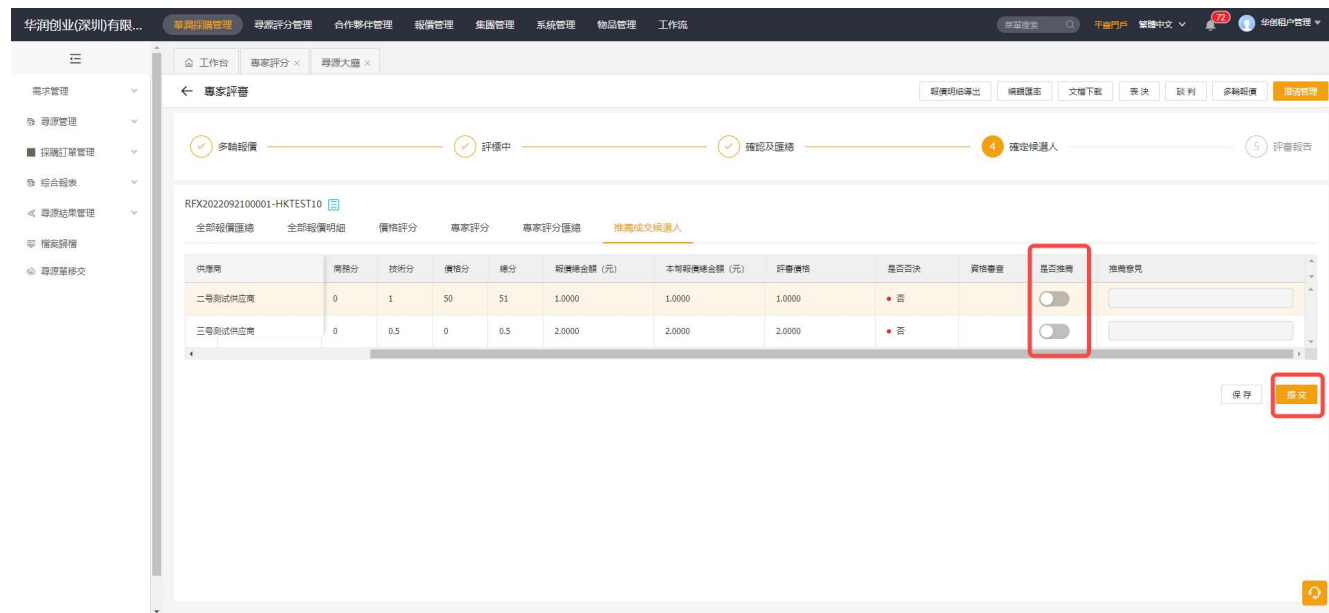 华润创业(深圳)有限... 華潤採購管理 尋源評分管理 合作夥伴管理 報價管理 集團管理 系統管理 物品管理 工作流 菜單搜索 平臺門戶 繁體中文 72 华创租户管理
工作台 專家評分 × 尋源大廳 ×
需求管理
尋源管理
採購訂單管理
綜合報表
尋源結果管理
檔案歸檔
尋源單移交
← 專家評審 報價明細導出 編輯匯率 文檔下載 表決 談判 多輪報價 澄清管理
多輪報價 評標中 確認及匯總 4 確定候選人 5 評審報告
RFX2022092100001-HKTEST10
全部報價匯總 全部報價明細 價格評分 專家評分 專家評分匯總 推薦成交候選人
供應商 商務分 技術分 價格分 總分 報價總金額（元） 本幣報價總金額（元） 評審價格 是否否決 資格審查 是否推薦 推薦意見
二号测试供应商 0 1 50 51 1.0000 1.0000 1.0000 否
三号测试供应商 0 0.5 0 0.5 2.0000 2.0000 2.0000 否
保存 提交